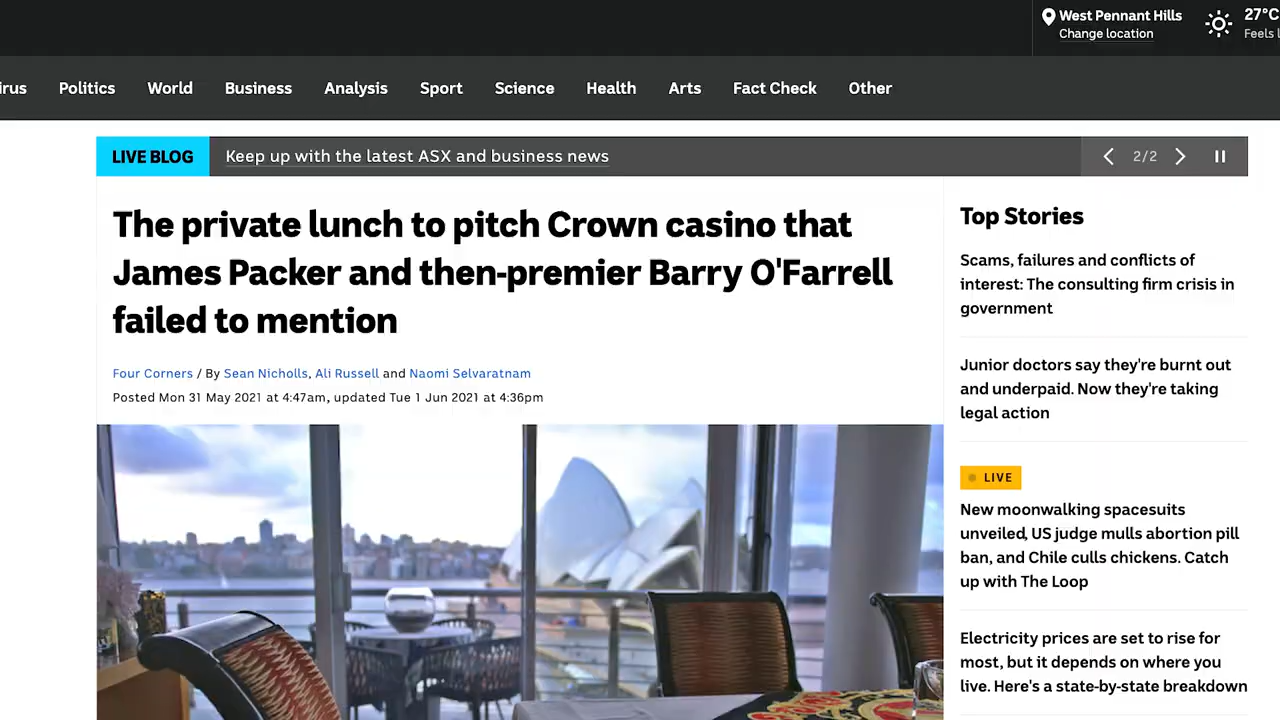 West Pennant Hills
Change location
27°C
Feels
Politics
World
Business
Analysis
Sport
Science
Health
Arts
Fact Check
Other
LIVE BLOG
Keep up with the latest ASX and business news
2/2
The private lunch to pitch Crown casino that
James Packer and then-premier Barry O'Farrell
failed to mention
Four Corners / By Sean Nicholls, Ali Russell and Naomi Selvaratnam
Posted Mon 31 May 2021 at 4:47am, updated Tue 1 Jun 2021 at 4:36pm
Top Stories
Scams, failures and conflicts of
interest: The consulting firm crisis in
government
Junior doctors say they're burnt out
and underpaid. Now they're taking
legal action
LIVE
New moonwalking spacesuits
unveiled, US judge mulls abortion pill
ban, and Chile culls chickens. Catch
up with The Loop
Electricity prices are set to rise for
most, but it depends on where you
live. Here's a state-by-state breakdown